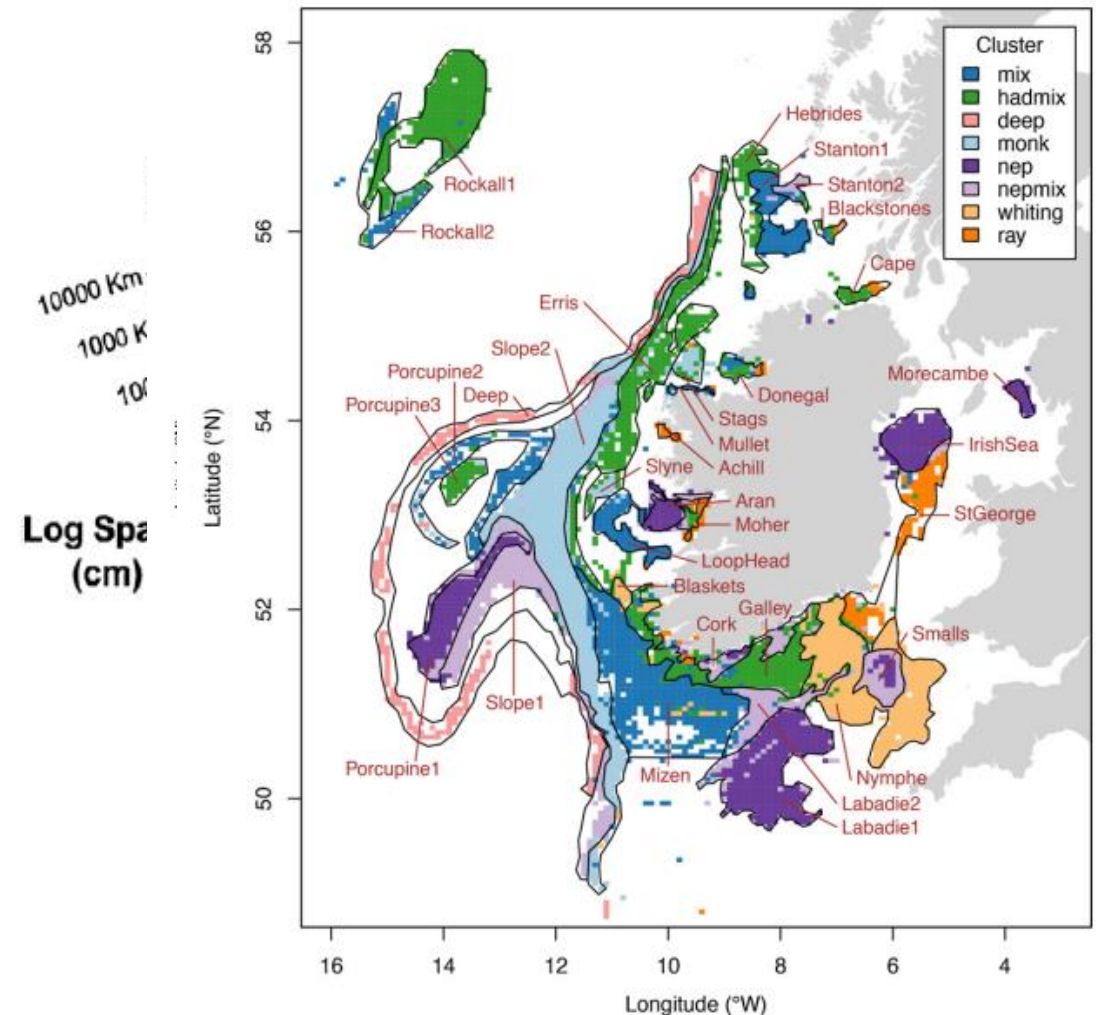 10000 Km
1000 K
100
Log Spa
(cm)
Latitude (°N)
58
56
54
52
50
16
14
12
10
8
6
4
Longitude (°W)
Cluster
mix
hadmix
deep
monk
nep
nepmix
whiting
ray
Hebrides
Stanton1
Stanton2
Blackstones
Rockall1
Rockall2
Cape
Erris
Slope2
Porcupine2
Deep
Porcupine3
Morecambe
Donegal
Stags
Mullet
Achill
IrishSea
Slyne
Aran
Moher
StGeorge
LoopHead
Blaskets
Galley
Cork
Smalls
Slope1
Porcupine1
Mizen
Nymphe
Labadie2
Labadie1